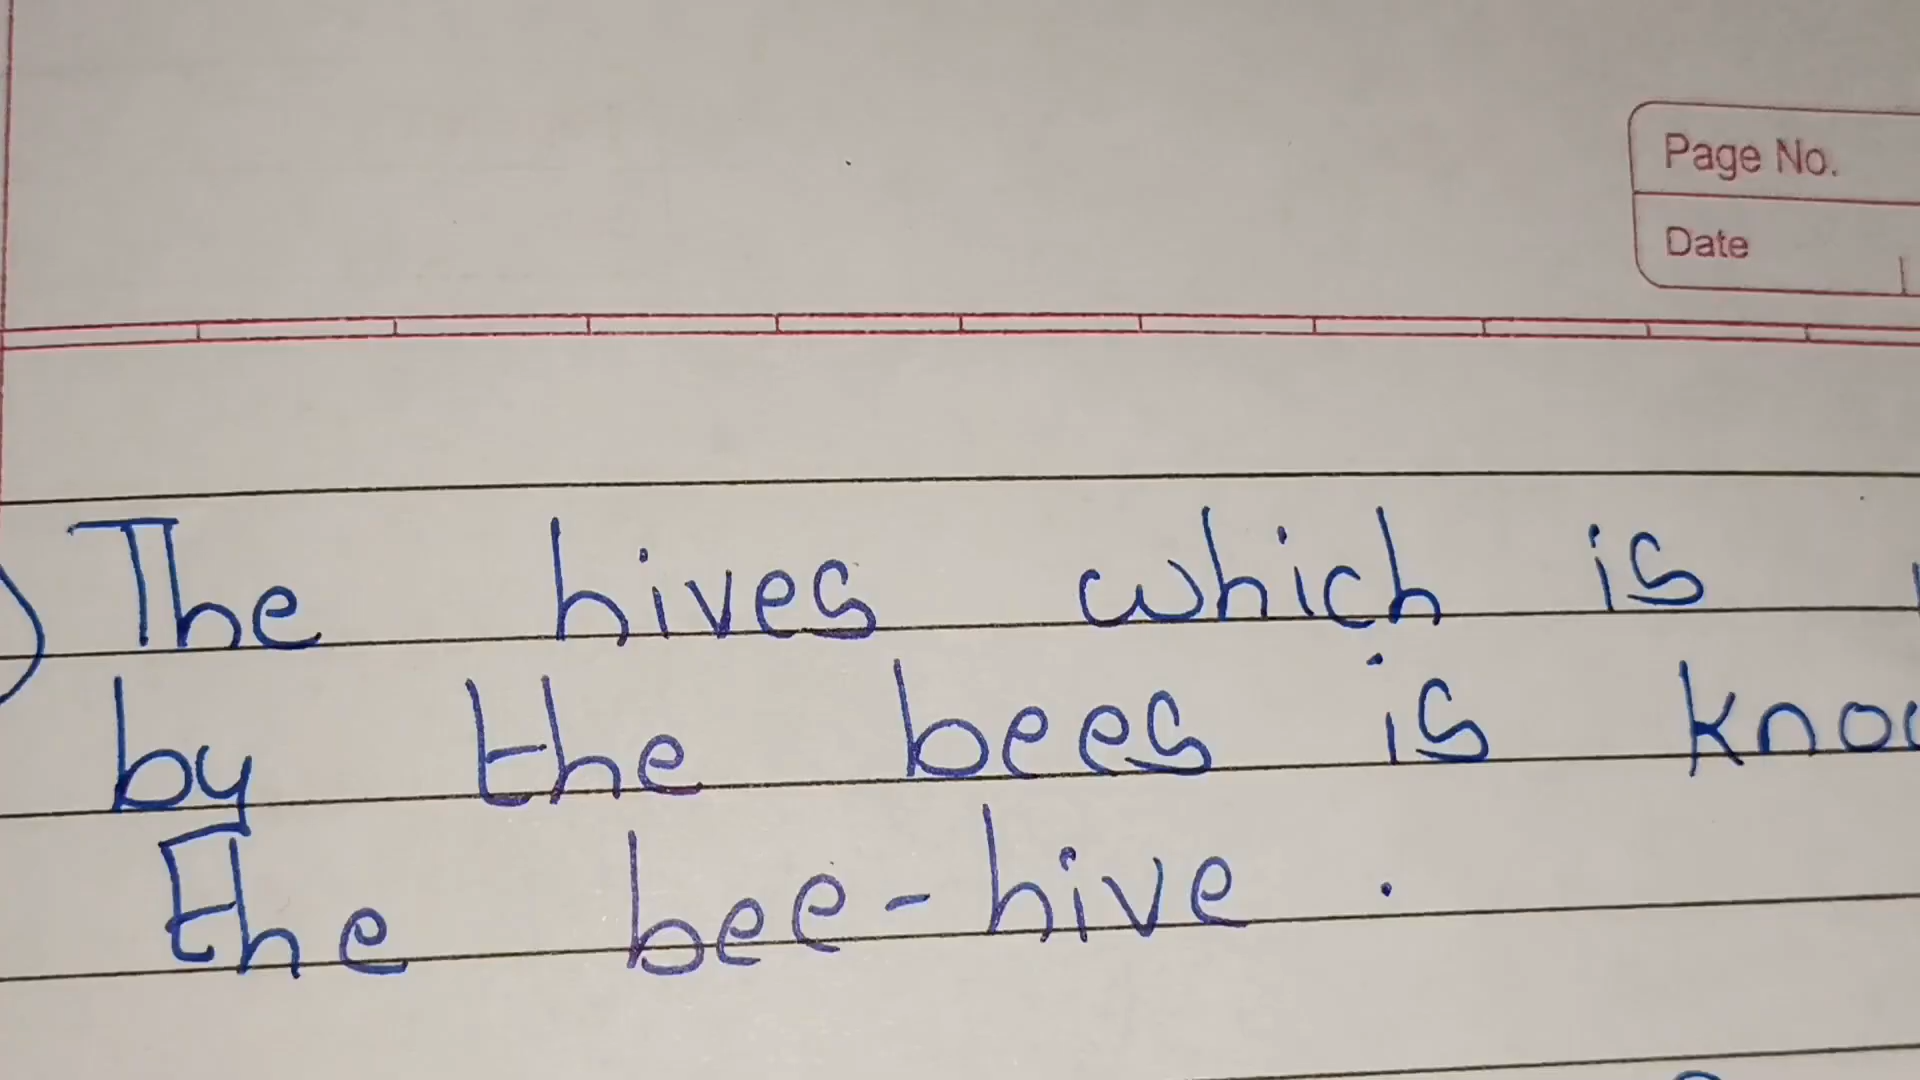 Page No.
Date
The hives which is
by the bees is
the bee-hive.